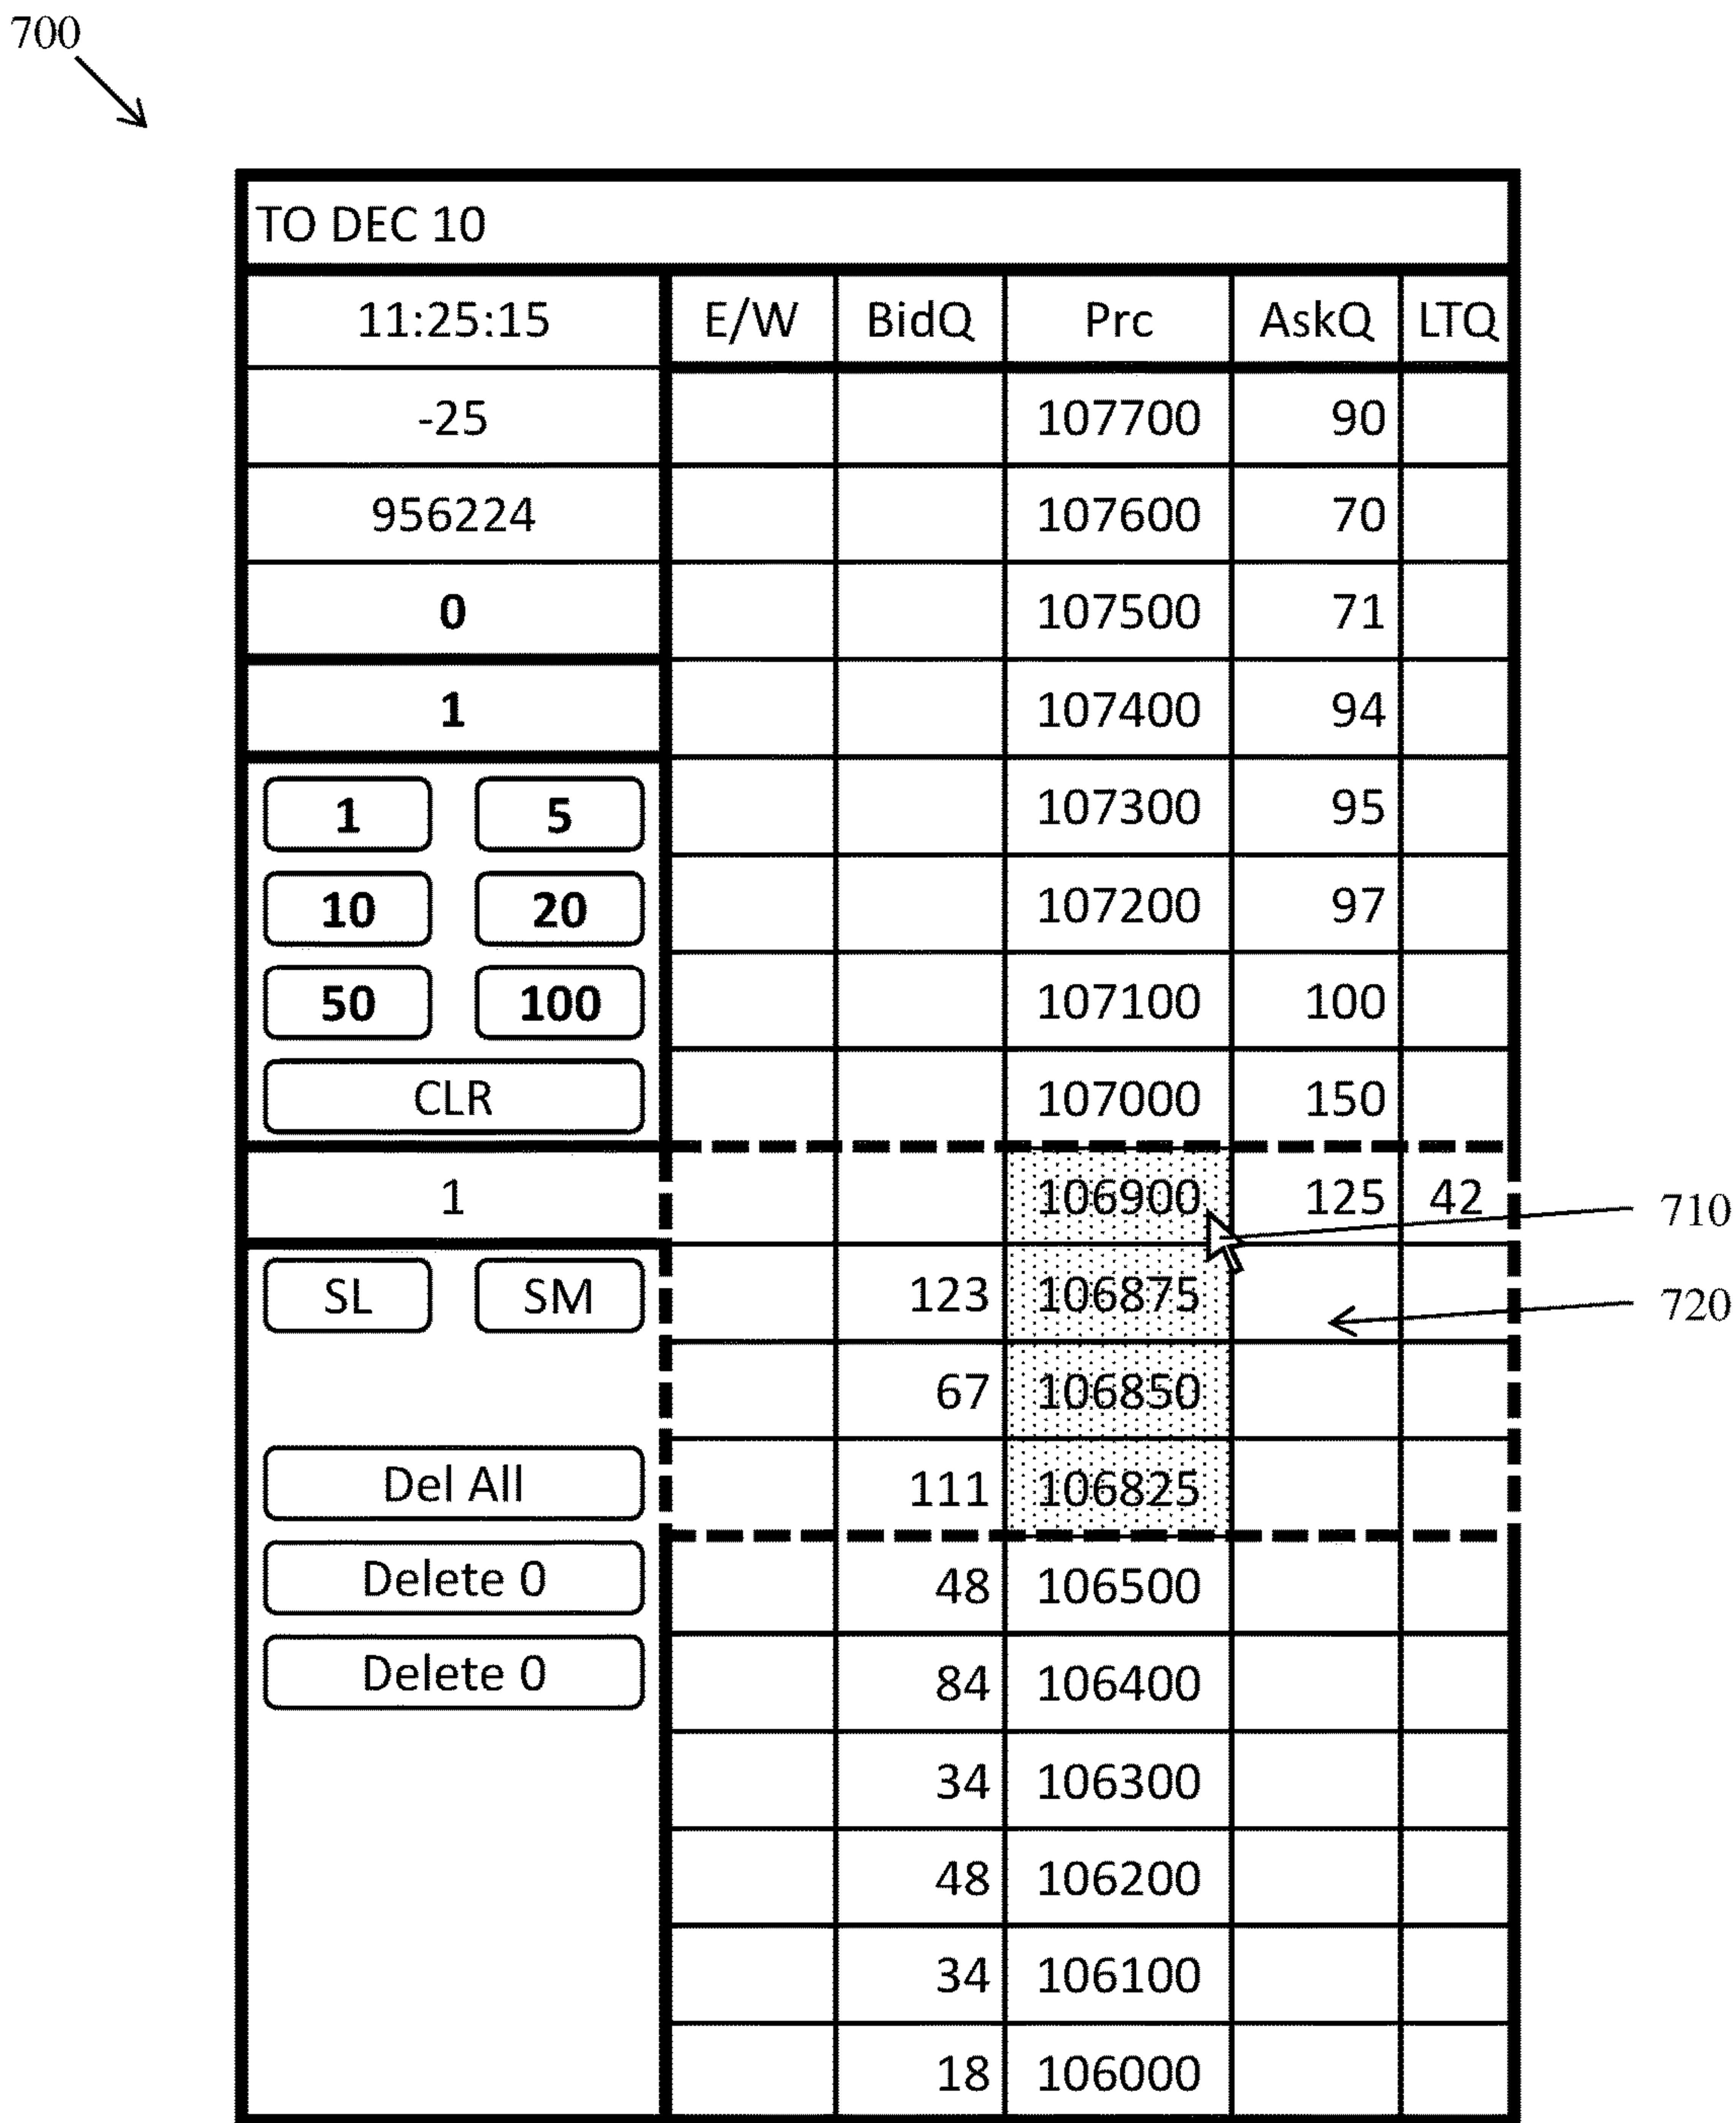 700
TO DEC 10
11:25:15 E/W BidQ Prc AskQ LTQ
-25 107700 90
956224 107600 70
0 107500 71
1 107400 94
1 5 107300 95
10 20 107200 97
50 100 107100 100
CLR 107000 150
1 106900 125 42 710
SL SM 123 106875 720
67 106850
Del All 111 106825
Delete 0 48 106500
Delete 0 84 106400
34 106300
48 106200
34 106100
18 106000